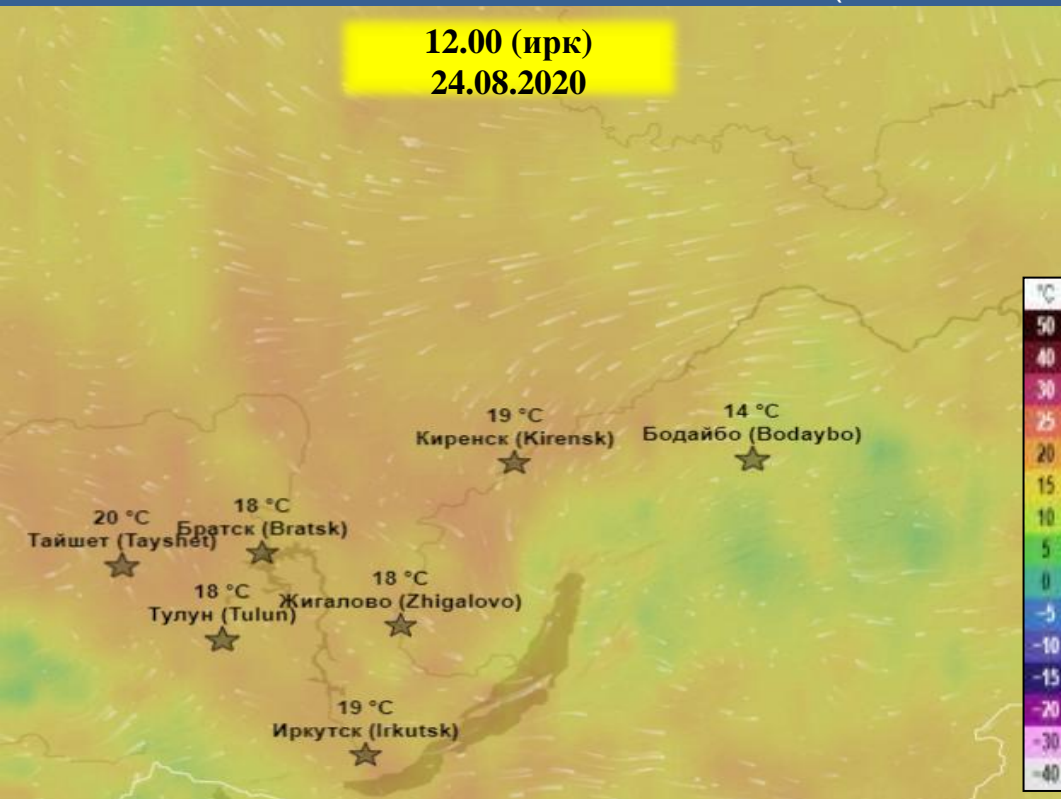 12.00 (ирк)
24.08.2020
19 °C
Киренск (Kirensk)
14 °C
Бодайбо (Bodaybo)
20 °C
Тайшет (Tayshet)
18 °C
Братск (Bratsk)
18 °C
Тулун (Tulun)
18 °C
Жигалово (Zhigalovo)
19 °C
Иркутск (Irkutsk)
°C
50
40
30
25
20
15
10
5
0
-5
-10
-15
-20
-30
-40